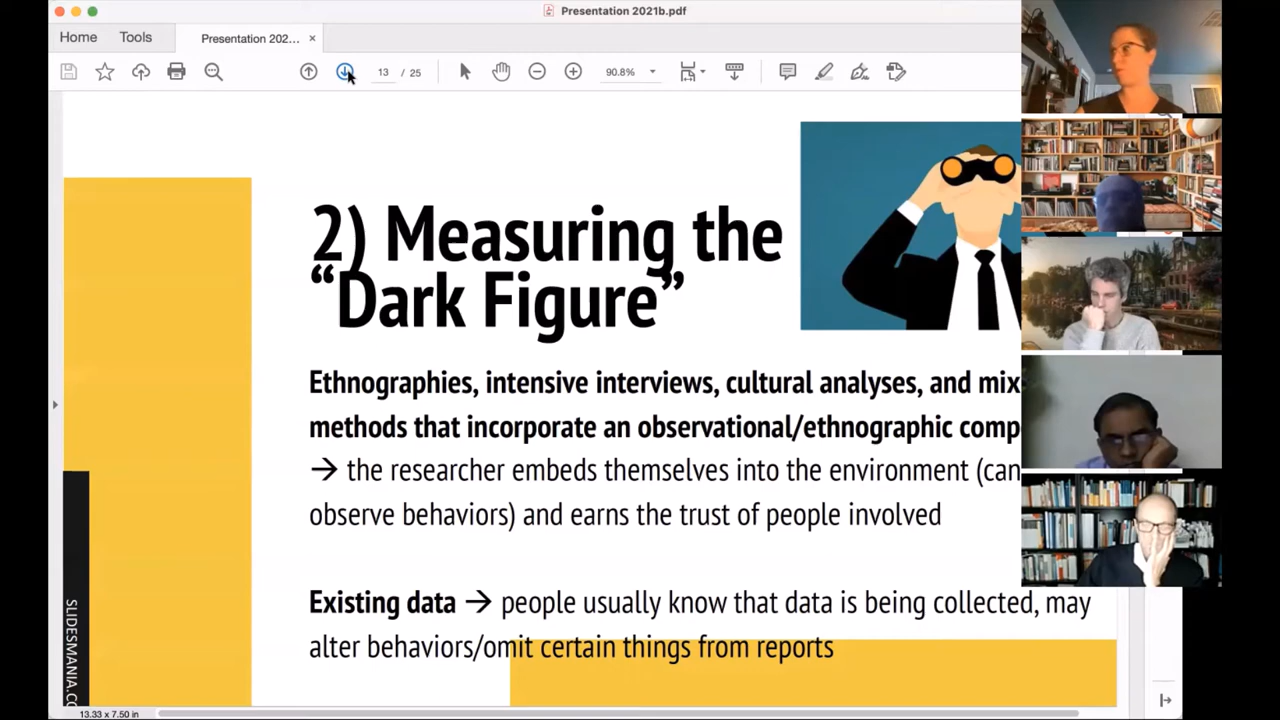 Presentation 2021b.pdf
Home
Tools
Presentation 202...
13 / 25
90.8%
2) Measuring the
“Dark Figure”
Ethnographies, intensive interviews, cultural analyses, and mix
methods that incorporate an observational/ethnographic comp
→ the researcher embeds themselves into the environment (can
observe behaviors) and earns the trust of people involved
Existing data → people usually know that data is being collected, may
alter behaviors/omit certain things from reports
SLIDESMANIA.CO
13.33 x 7.50 in